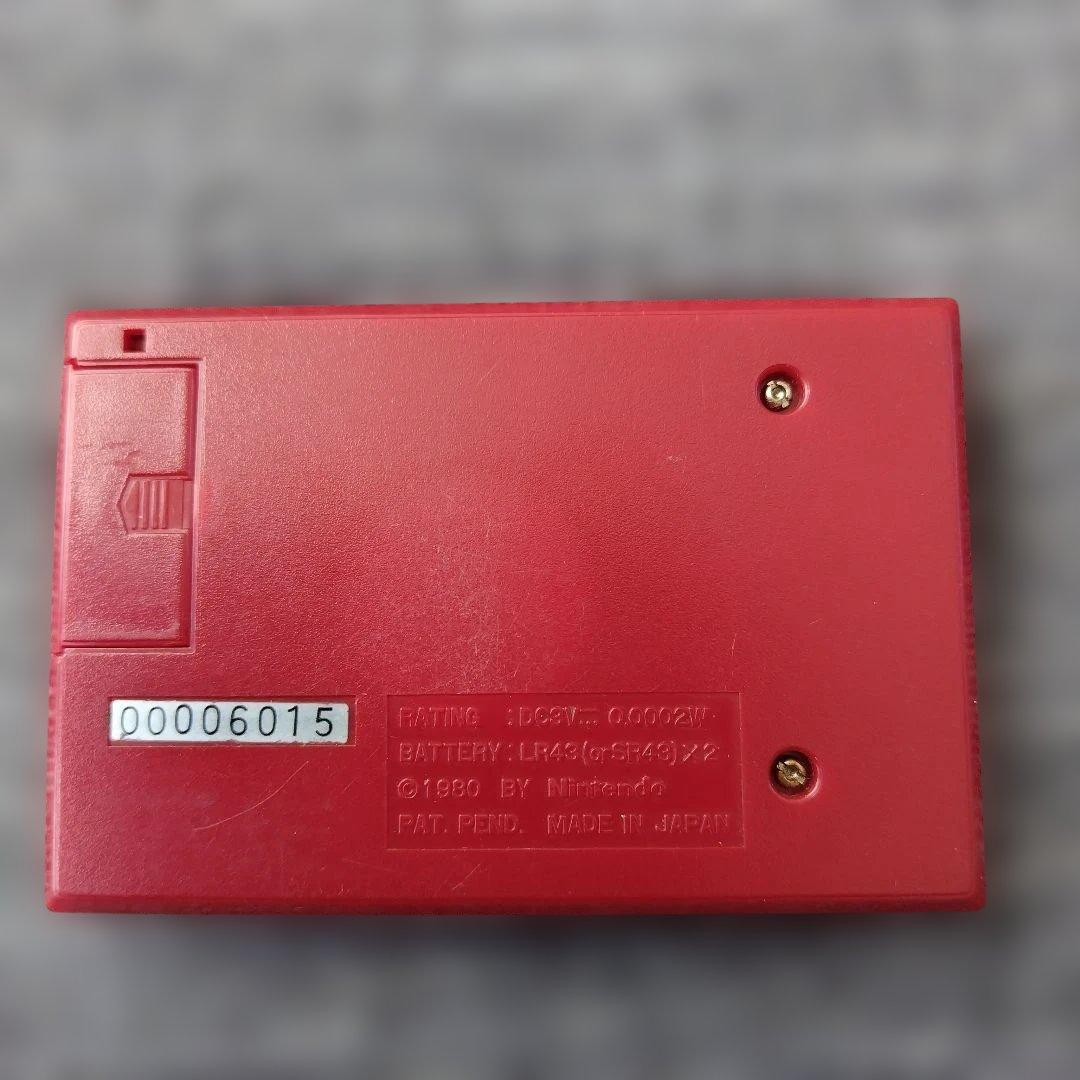 00006015
RATING :DC3V⎓ 0.0002W
BATTERY:LR43(or SR43)×2
©1980 BY Nintendo
PAT. PEND. MADE IN JAPAN